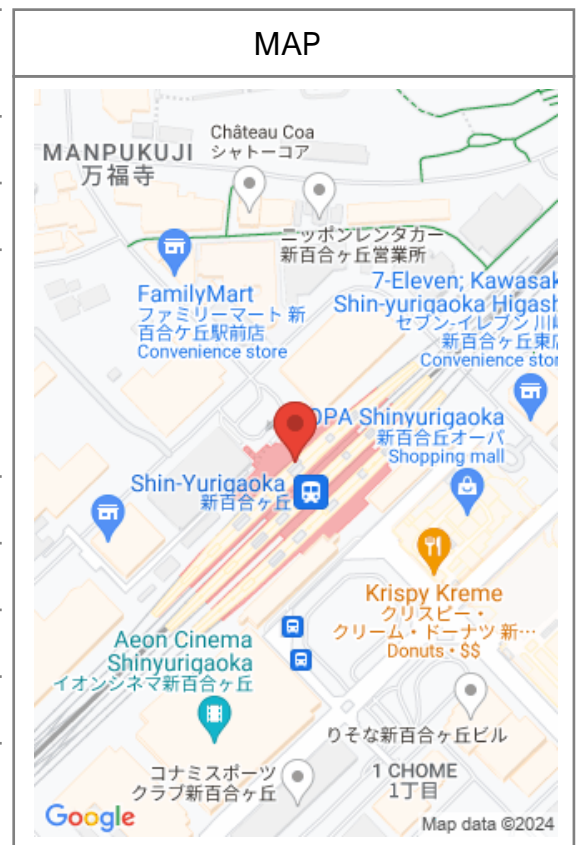 MAP
Château Coa
シャトーコア
MANPUKUJI
万福寺
ニッポンレンタカー
新百合ヶ丘営業所
FamilyMart
ファミリーマート 新
百合ケ丘駅前店
Convenience store
7-Eleven; Kawasak
Shin-yurigaoka Higash
セブン-イレブン 川崎
新百合ヶ丘東店
Convenience stor
OPA Shinyurigaoka
新百合丘オーパ
Shopping mall
Shin-Yurigaoka
新百合ヶ丘
Krispy Kreme
クリスピー・
クリーム・ドーナツ 新…
Donuts • $$
Aeon Cinema
Shinyurigaoka
イオンシネマ新百合ヶ丘
りそな新百合ヶ丘ビル
コナミスポーツ
クラブ新百合ヶ丘
1 CHOME
1丁目
Google
Map data ©2024